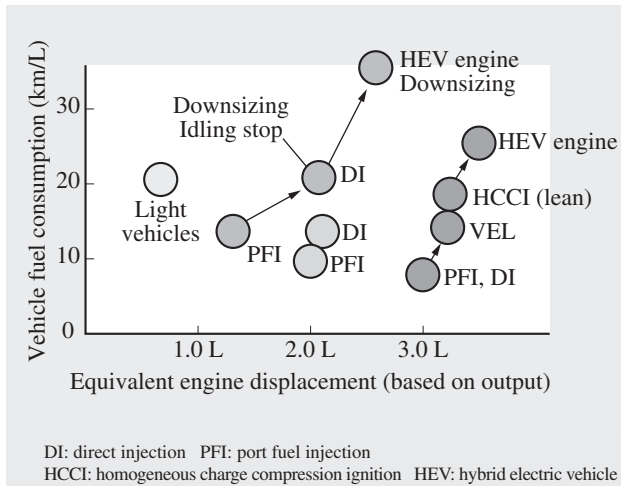 Vehicle fuel consumption (km/L)
30
20
10
0
1.0 L
2.0 L
3.0 L
Equivalent engine displacement (based on output)
Light
vehicles
PFI
Downsizing
Idling stop
DI
HEV engine
Downsizing
DI
PFI
HEV engine
HCCI (lean)
VEL
PFI, DI
DI: direct injection PFI: port fuel injection
HCCI: homogeneous charge compression ignition HEV: hybrid electric vehicle